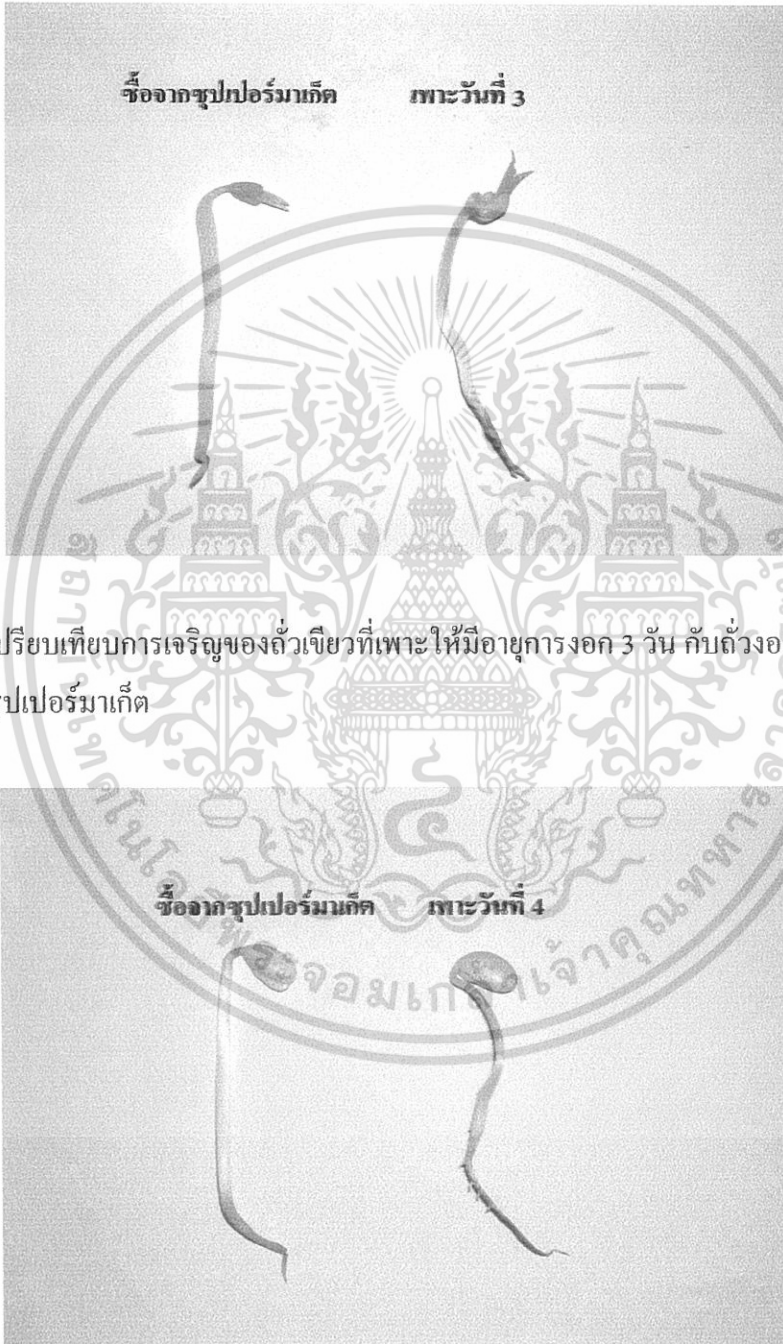 ซื้อจากซุปเปอร์มาเก็ต เพาะวันที่ 3
เปรียบเทียบการเจริญของถั่วเขียวที่เพาะให้มีอายุการงอก 3 วัน กับถั่วงอ
ซุปเปอร์มาเก็ต
ซื้อจากซุปเปอร์มาเก็ต เพาะวันที่ 4